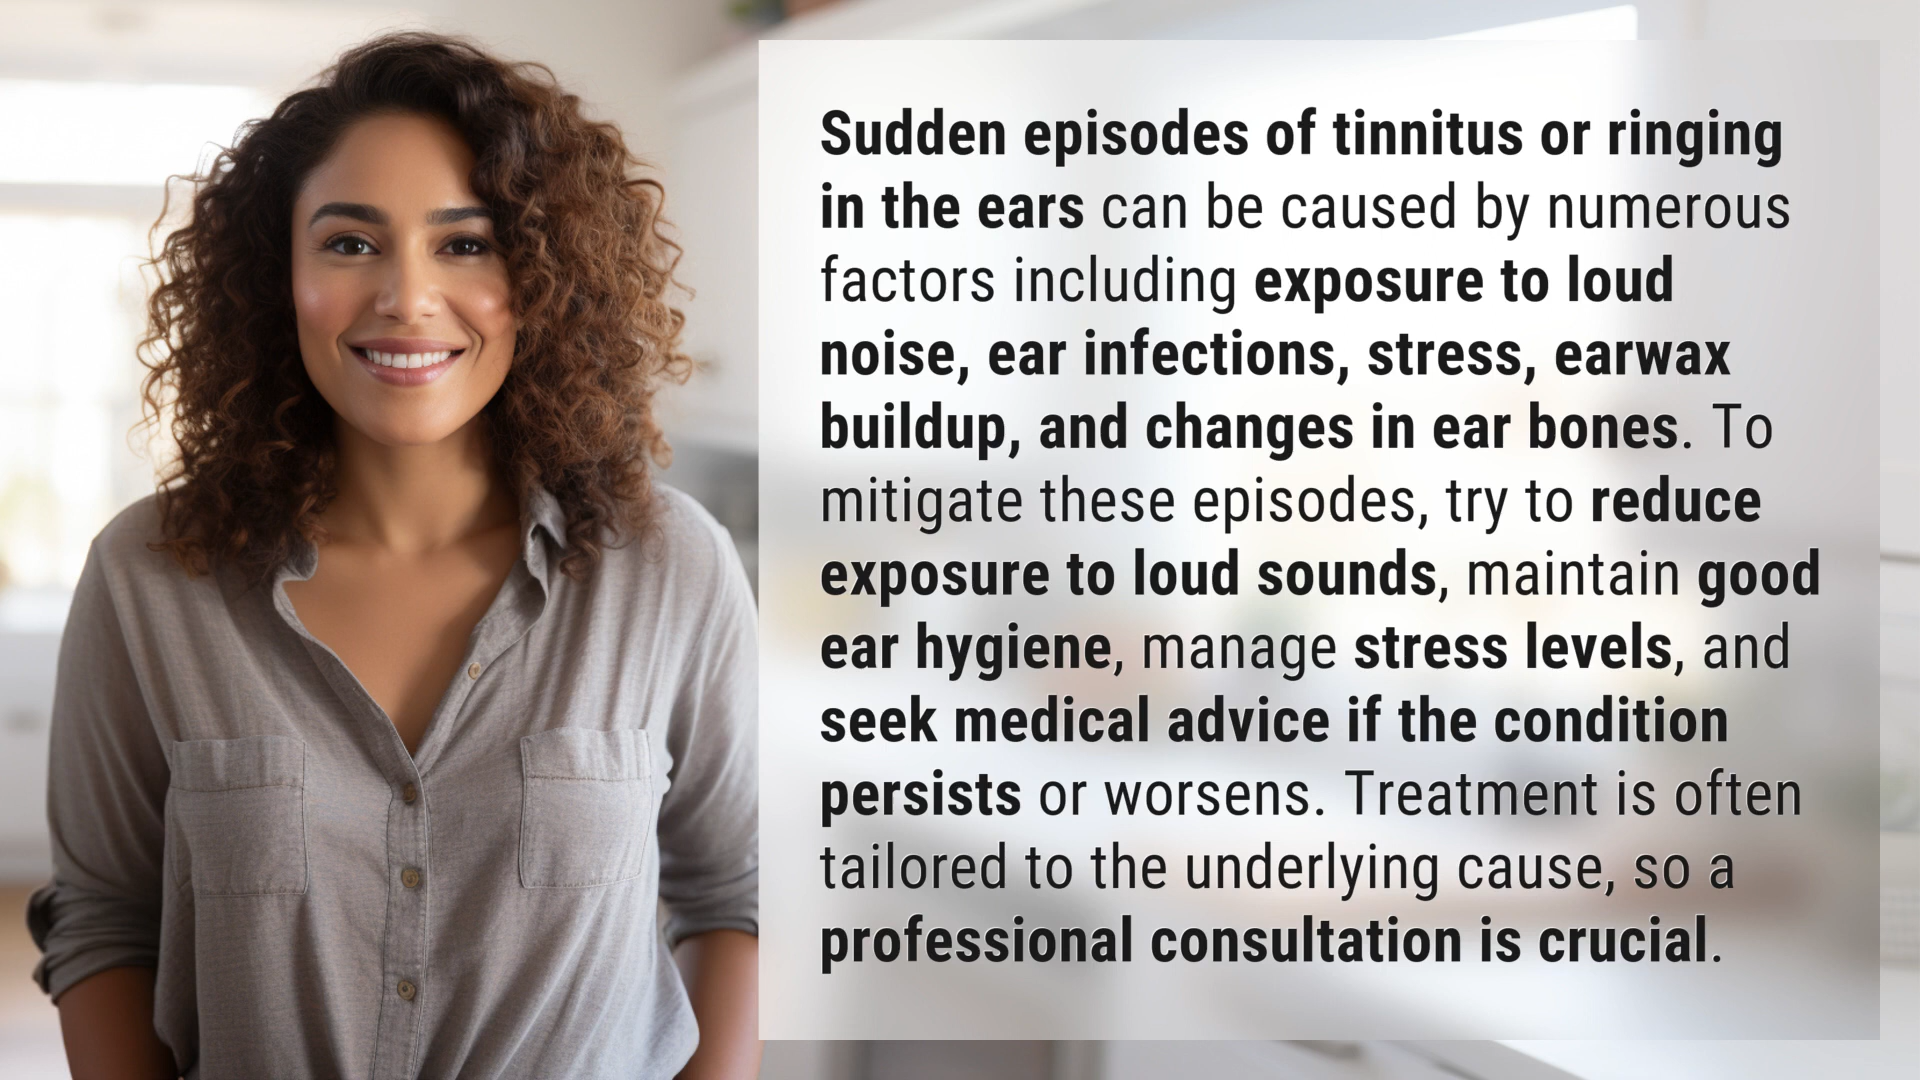 Sudden episodes of tinnitus or ringing
in the ears can be caused by numerous
factors including exposure to loud
noise, ear infections, stress, earwax
buildup, and changes in ear bones. To
mitigate these episodes, try to reduce
exposure to loud sounds, maintain good
ear hygiene, manage stress levels, and
seek medical advice if the condition
persists or worsens. Treatment is often
tailored to the underlying cause, so a
professional consultation is crucial.